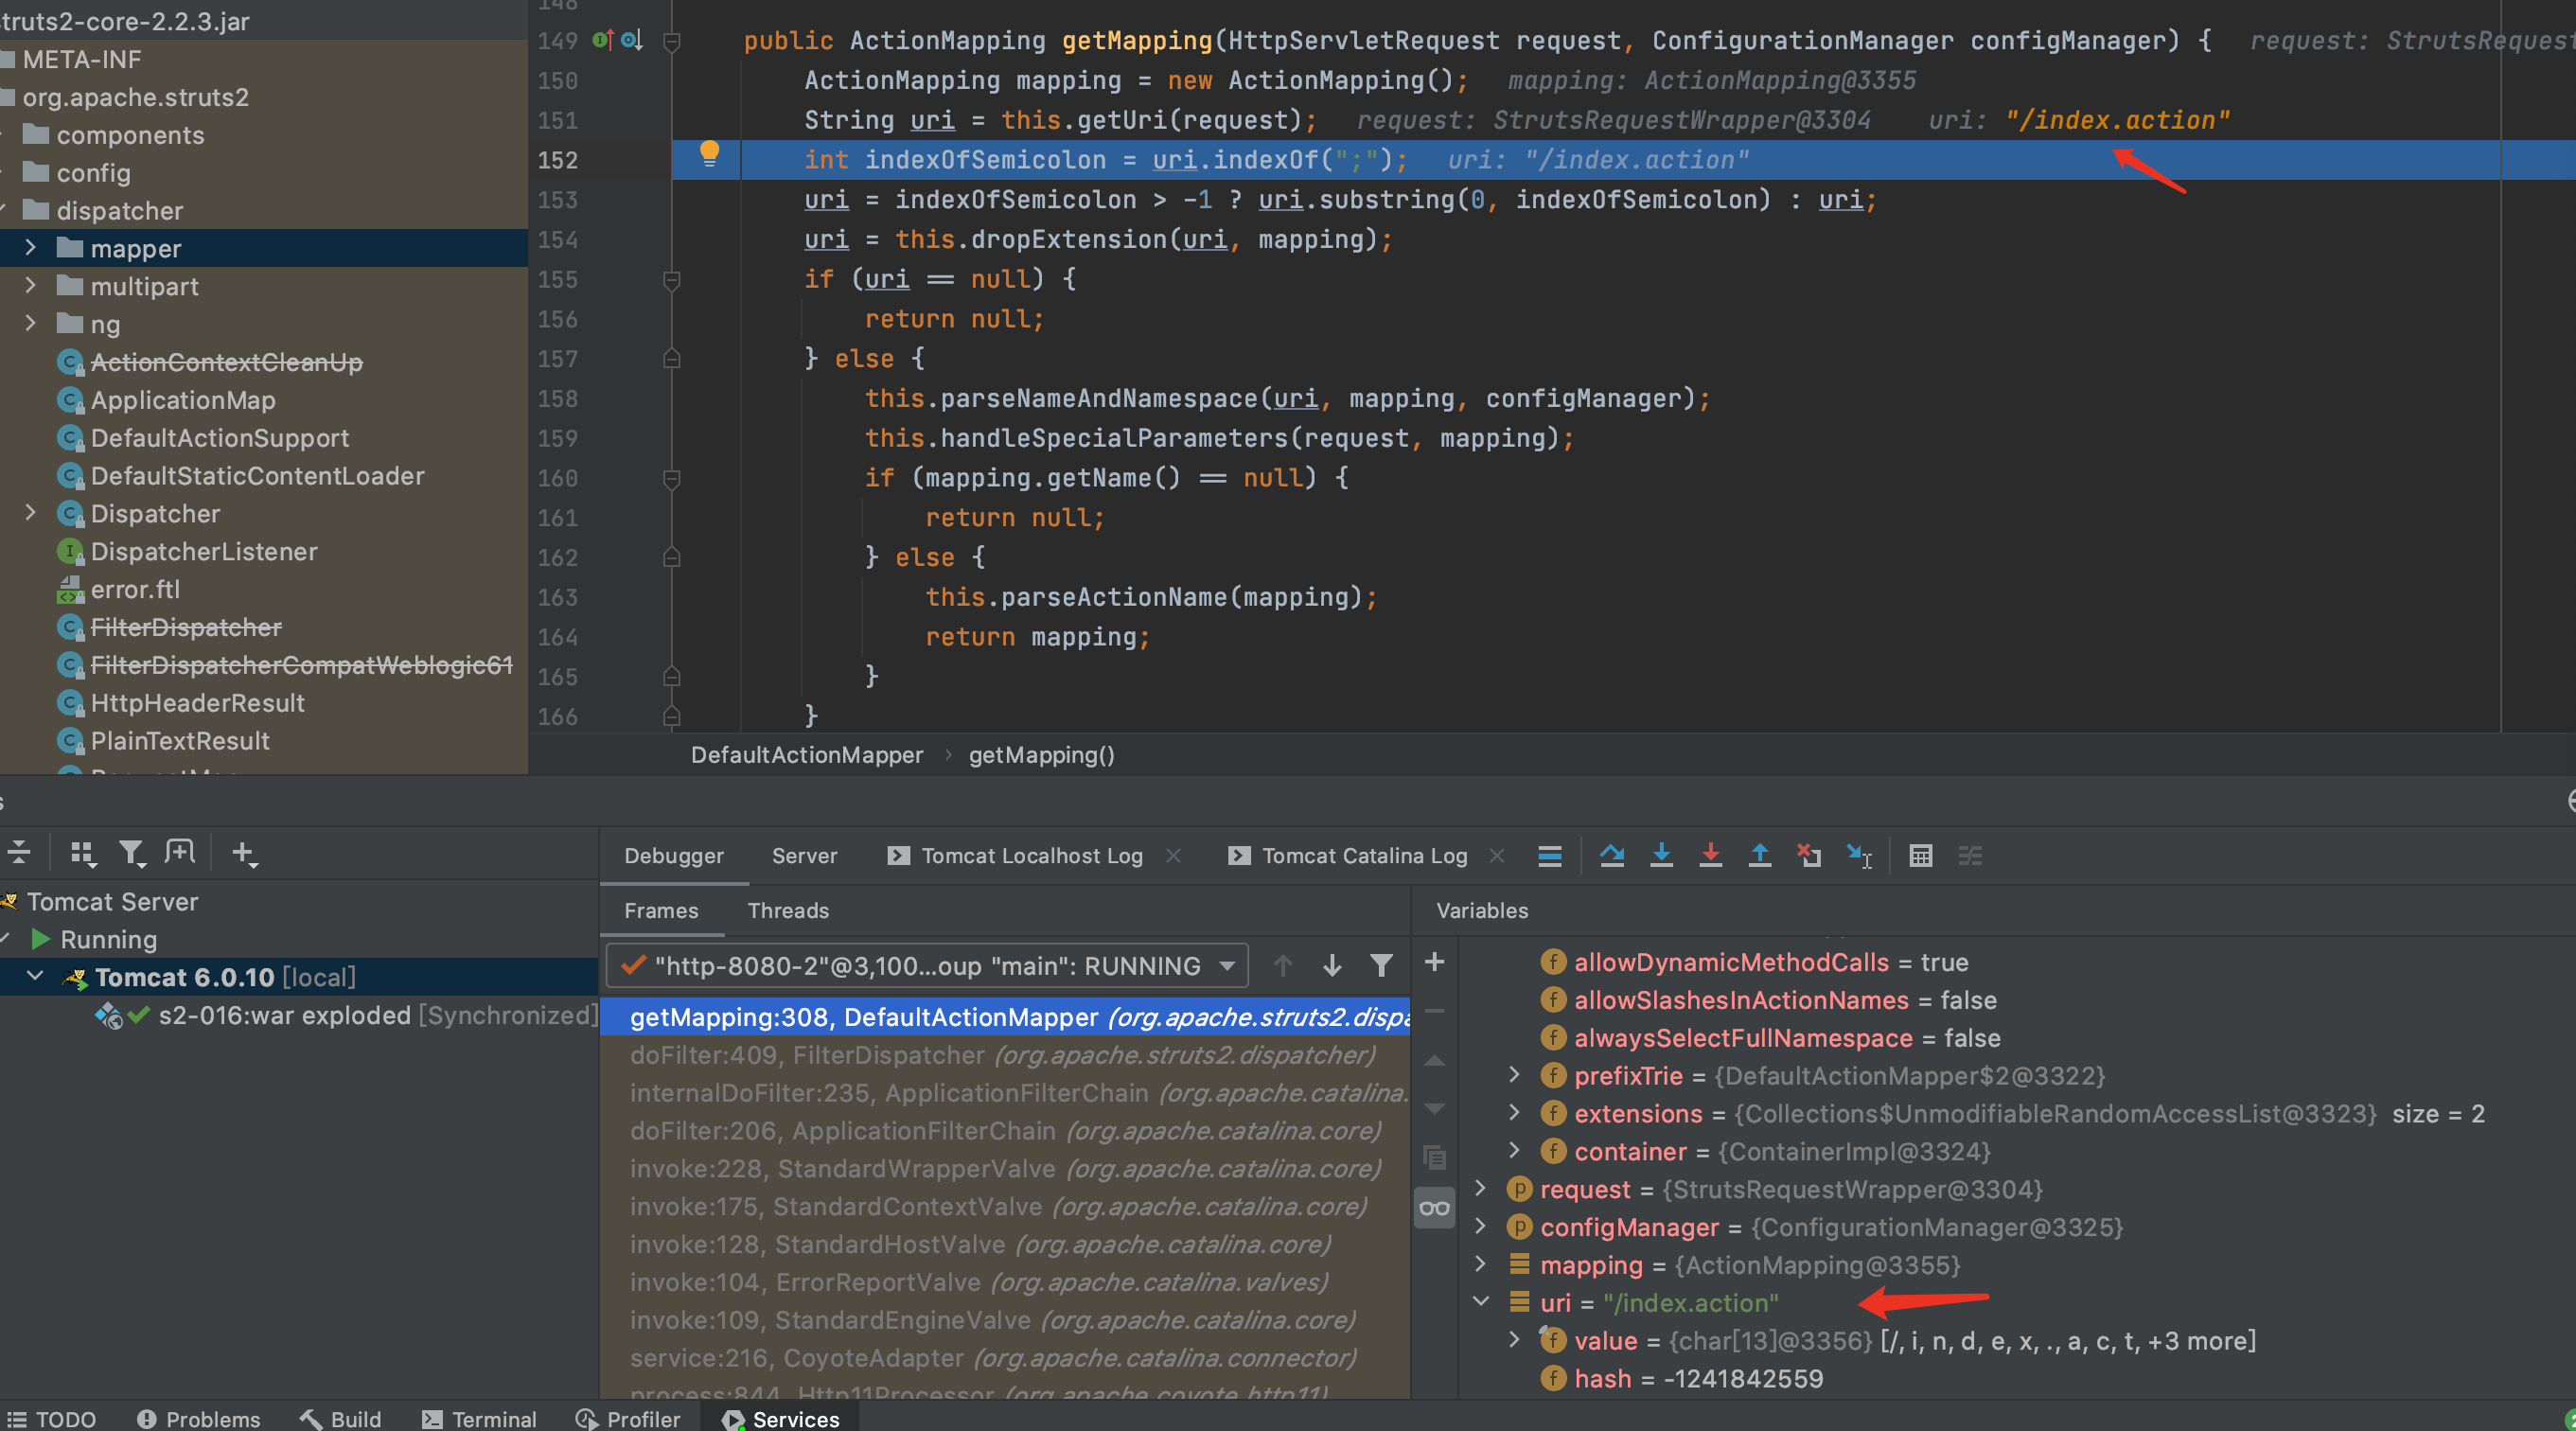 truts2-core-2.2.3.jar
META-INF
org.apache.struts2
components
config
dispatcher
mapper
multipart
ng
ActionContextCleanUp
ApplicationMap
DefaultActionSupport
DefaultStaticContentLoader
Dispatcher
DispatcherListener
error.ftl
FilterDispatcher
FilterDispatcherCompatWeblogic61
HttpHeaderResult
PlainTextResult
148
149 public ActionMapping getMapping(HttpServletRequest request, ConfigurationManager configManager) { request: StrutsRequest
150 ActionMapping mapping = new ActionMapping(); mapping: ActionMapping@3355
151 String uri = this.getUri(request); request: StrutsRequestWrapper@3304 uri: "/index.action"
152 int indexOfSemicolon = uri.indexOf(";"); uri: "/index.action"
153 uri = indexOfSemicolon > -1 ? uri.substring(0, indexOfSemicolon) : uri;
154 uri = this.dropExtension(uri, mapping);
155 if (uri == null) {
156 return null;
157 } else {
158 this.parseNameAndNamespace(uri, mapping, configManager);
159 this.handleSpecialParameters(request, mapping);
160 if (mapping.getName() == null) {
161 return null;
162 } else {
163 this.parseActionName(mapping);
164 return mapping;
165 }
166 }
DefaultActionMapper › getMapping()
s
Tomcat Server
Running
Tomcat 6.0.10 [local]
s2-016:war exploded [Synchronized]
Debugger Server Tomcat Localhost Log Tomcat Catalina Log
Frames Threads
"http-8080-2"@3,100...oup "main": RUNNING
getMapping:308, DefaultActionMapper (org.apache.struts2.dispa
doFilter:409, FilterDispatcher (org.apache.struts2.dispatcher)
internalDoFilter:235, ApplicationFilterChain (org.apache.catalina.
doFilter:206, ApplicationFilterChain (org.apache.catalina.core)
invoke:228, StandardWrapperValve (org.apache.catalina.core)
invoke:175, StandardContextValve (org.apache.catalina.core)
invoke:128, StandardHostValve (org.apache.catalina.core)
invoke:104, ErrorReportValve (org.apache.catalina.valves)
invoke:109, StandardEngineValve (org.apache.catalina.core)
service:216, CoyoteAdapter (org.apache.catalina.connector)
process:844, Http11Processor (org.apache.coyote.http11)
Variables
allowDynamicMethodCalls = true
allowSlashesInActionNames = false
alwaysSelectFullNamespace = false
prefixTrie = {DefaultActionMapper$2@3322}
extensions = {Collections$UnmodifiableRandomAccessList@3323} size = 2
container = {ContainerImpl@3324}
request = {StrutsRequestWrapper@3304}
configManager = {ConfigurationManager@3325}
mapping = {ActionMapping@3355}
uri = "/index.action"
value = {char[13]@3356} [/, i, n, d, e, x, ., a, c, t, +3 more]
hash = -1241842559
TODO Problems Build Terminal Profiler Services